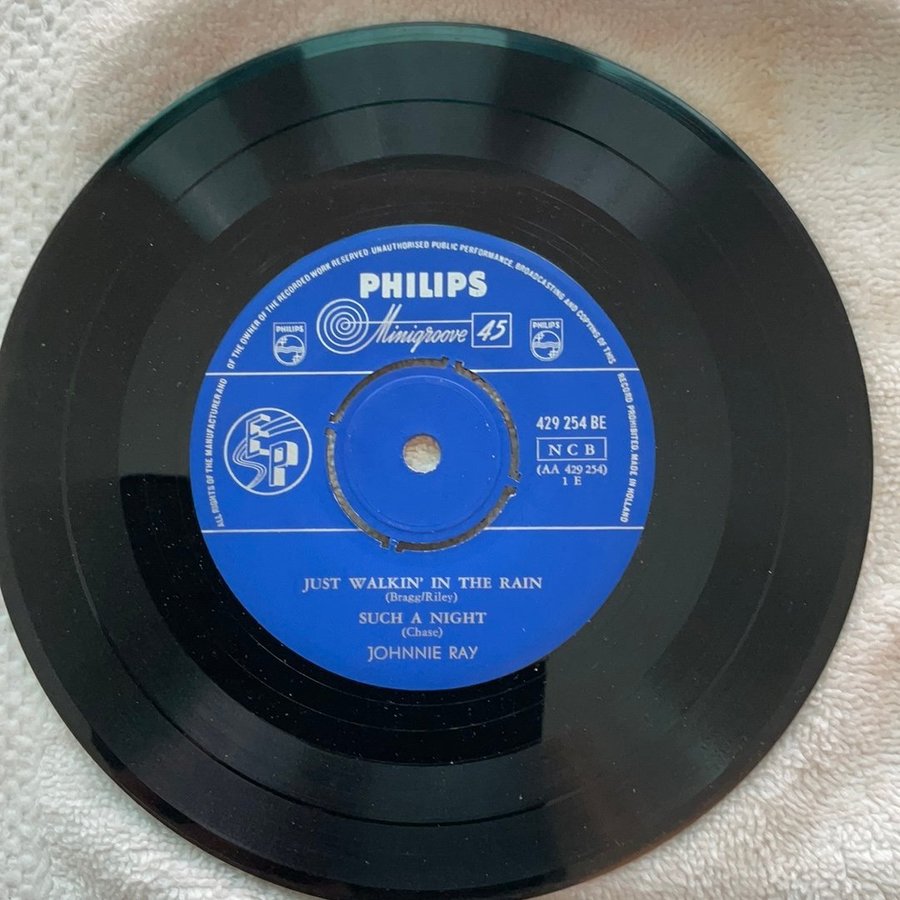 ALL RIGHTS OF THE MANUFACTURER AND OF THE OWNER OF THE RECORDED WORK RESERVED. UNAUTHORISED PUBLIC PERFORMANCE, BROADCASTING AND COPYING OF THIS RECORD PROHIBITED. MADE IN HOLLAND
PHILIPS
Minigroove 45
PHILIPS
PHILIPS
ESP
429 254 BE
NCB
(AA 429 254)
1 E
JUST WALKIN' IN THE RAIN
(Bragg/Riley)
SUCH A NIGHT
(Chase)
JOHNNIE RAY